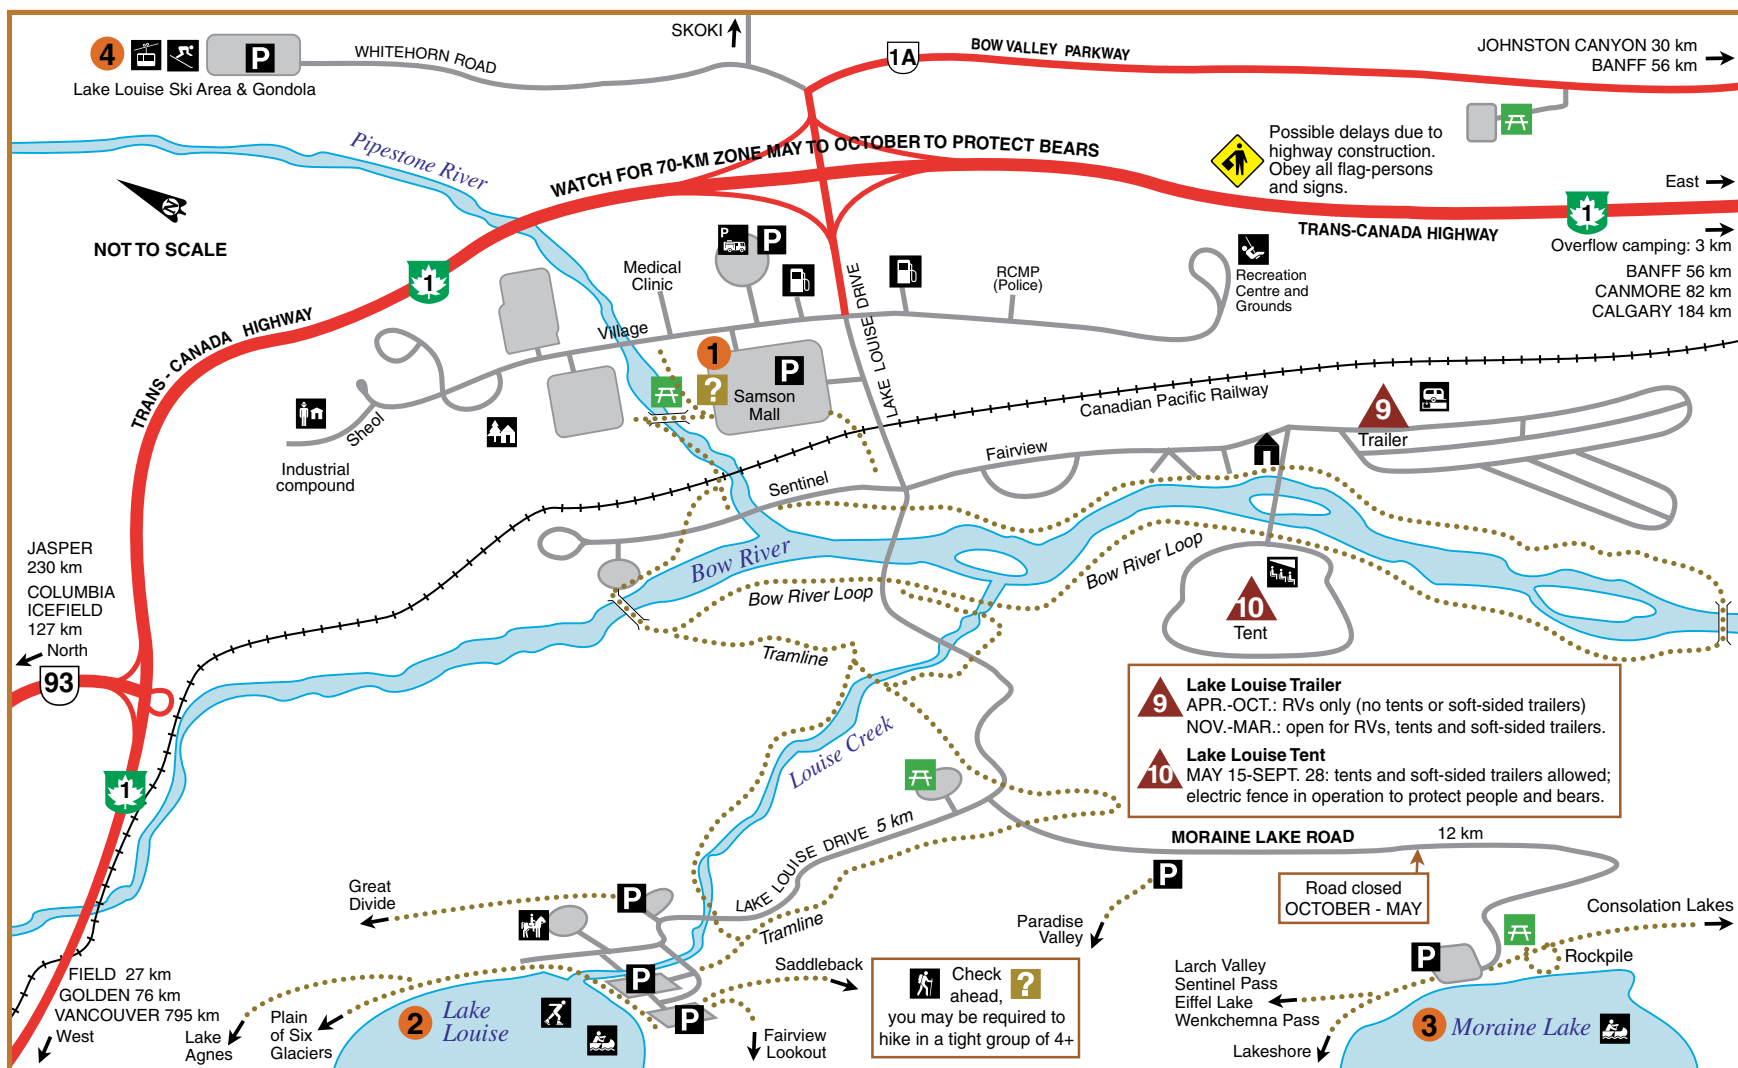 SKOKI
4
P
WHITEHORN ROAD
Lake Louise Ski Area & Gondola
1A
BOW VALLEY PARKWAY
JOHNSTON CANYON 30 km
BANFF 56 km
Pipestone River
WATCH FOR 70-KM ZONE MAY TO OCTOBER TO PROTECT BEARS
Possible delays due to
highway construction.
Obey all flag-persons
and signs.
East
1
TRANS-CANADA HIGHWAY
Overflow camping: 3 km
BANFF 56 km
CANMORE 82 km
CALGARY 184 km
N
NOT TO SCALE
1
TRANS - CANADA HIGHWAY
Medical
Clinic
P
P
RCMP
(Police)
Recreation
Centre and
Grounds
Village
LAKE LOUISE DRIVE
1
?
P
Samson
Mall
Canadian Pacific Railway
9
Trailer
Sheol
Industrial
compound
Fairview
Sentinel
Bow River
Bow River Loop
Bow River Loop
10
Tent
Tramline
JASPER
230 km
COLUMBIA
ICEFIELD
127 km
North
93
1
Louise Creek
9
Lake Louise Trailer
APR.-OCT.: RVs only (no tents or soft-sided trailers)
NOV.-MAR.: open for RVs, tents and soft-sided trailers.
10
Lake Louise Tent
MAY 15-SEPT. 28: tents and soft-sided trailers allowed;
electric fence in operation to protect people and bears.
LAKE LOUISE DRIVE 5 km
MORAINE LAKE ROAD
12 km
Road closed
OCTOBER - MAY
P
Paradise
Valley
Great
Divide
P
Tramline
Saddleback
P
P
Fairview
Lookout
Check
ahead,
?
you may be required to
hike in a tight group of 4+
Consolation Lakes
P
Rockpile
Larch Valley
Sentinel Pass
Eiffel Lake
Wenkchemna Pass
Lakeshore
3
Moraine Lake
FIELD 27 km
GOLDEN 76 km
VANCOUVER 795 km
West
Lake
Agnes
Plain
of Six
Glaciers
2
Lake
Louise